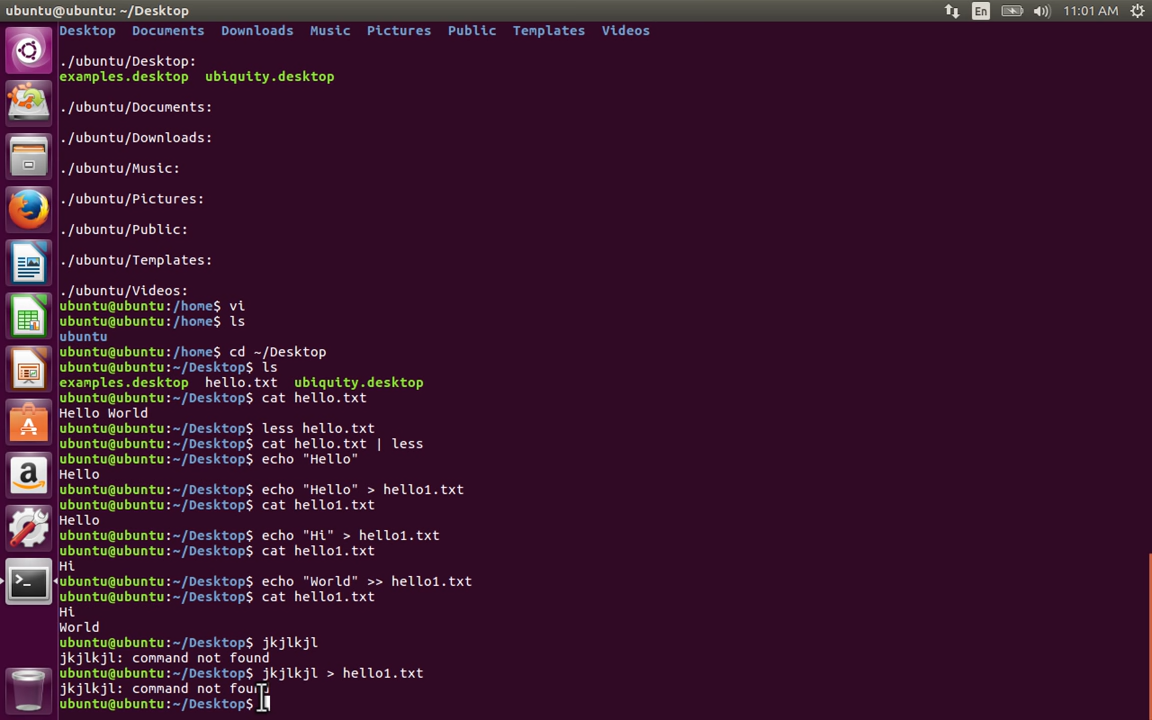 ubuntu@ubuntu: ~/Desktop
En
11:01 AM
Desktop Documents Downloads Music Pictures Public Templates Videos
./ubuntu/Desktop:
examples.desktop ubiquity.desktop
./ubuntu/Documents:
./ubuntu/Downloads:
./ubuntu/Music:
./ubuntu/Pictures:
./ubuntu/Public:
./ubuntu/Templates:
./ubuntu/Videos:
ubuntu@ubuntu:/home$ vi
ubuntu@ubuntu:/home$ ls
ubuntu
ubuntu@ubuntu:/home$ cd ~/Desktop
ubuntu@ubuntu:~/Desktop$ ls
examples.desktop hello.txt ubiquity.desktop
ubuntu@ubuntu:~/Desktop$ cat hello.txt
Hello World
ubuntu@ubuntu:~/Desktop$ less hello.txt
ubuntu@ubuntu:~/Desktop$ cat hello.txt | less
ubuntu@ubuntu:~/Desktop$ echo "Hello"
Hello
ubuntu@ubuntu:~/Desktop$ echo "Hello" > hello1.txt
ubuntu@ubuntu:~/Desktop$ cat hello1.txt
Hello
ubuntu@ubuntu:~/Desktop$ echo "Hi" > hello1.txt
ubuntu@ubuntu:~/Desktop$ cat hello1.txt
Hi
ubuntu@ubuntu:~/Desktop$ echo "World" >> hello1.txt
ubuntu@ubuntu:~/Desktop$ cat hello1.txt
Hi
World
ubuntu@ubuntu:~/Desktop$ jkjlkjl
jkjlkjl: command not found
ubuntu@ubuntu:~/Desktop$ jkjlkjl > hello1.txt
jkjlkjl: command not found
ubuntu@ubuntu:~/Desktop$